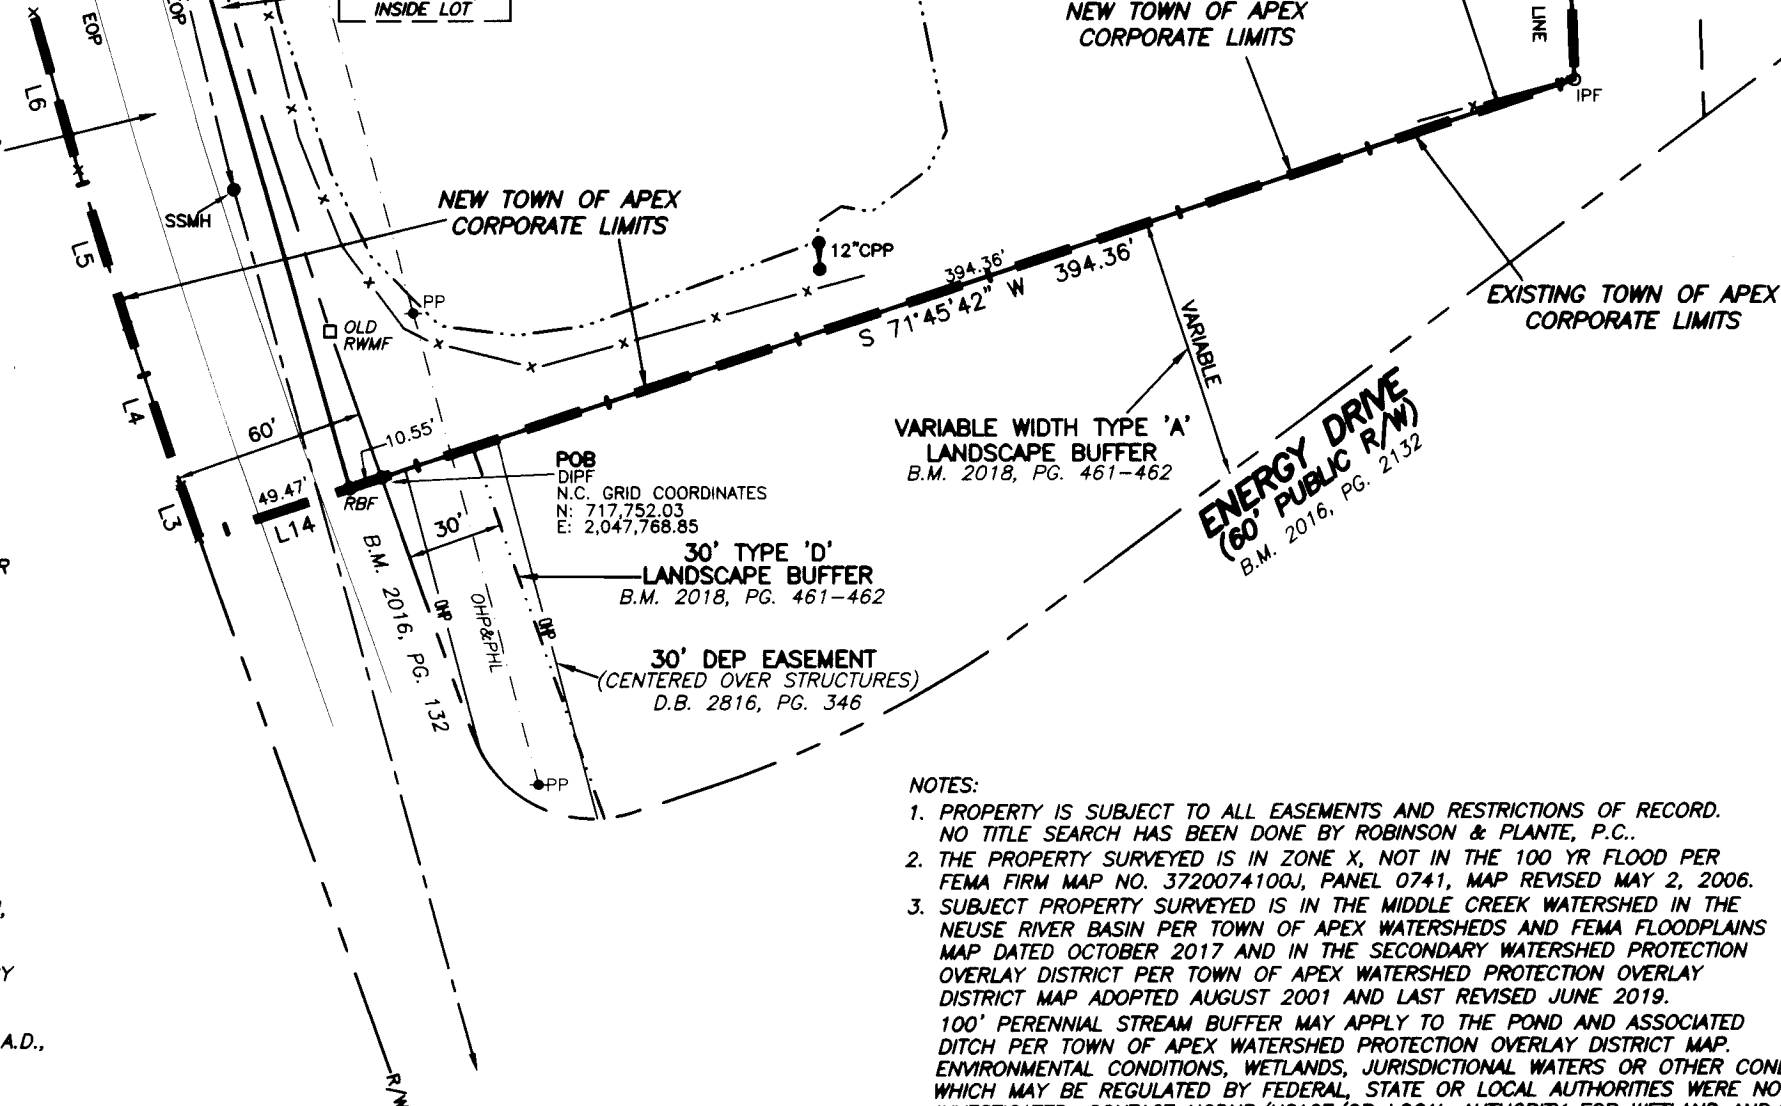 INSIDE LOT
NEW TOWN OF APEX
CORPORATE LIMITS
LINE
EOP
EOP
L6
IPF
SSMH
NEW TOWN OF APEX
CORPORATE LIMITS
L5
12"CPP
394.36'
S 71°45'42" W 394.36'
PP
OLD
RWMF
VARIABLE
EXISTING TOWN OF APEX
CORPORATE LIMITS
L4
60'
10.55'
VARIABLE WIDTH TYPE 'A'
LANDSCAPE BUFFER
B.M. 2018, PG. 461-462
ENERGY DRIVE
(60' PUBLIC R/W)
B.M. 2016, PG. 2132
POB
DIPF
N.C. GRID COORDINATES
N: 717,752.03
E: 2,047,768.85
RBF
49.47'
L14
L3
30'
B.M. 2016, PG. 132
30' TYPE 'D'
LANDSCAPE BUFFER
B.M. 2018, PG. 461-462
OHP
OHP&PHL
OHP
30' DEP EASEMENT
(CENTERED OVER STRUCTURES)
D.B. 2816, PG. 346
PP
R
Y
A.D.,
R/W
NOTES:
1. PROPERTY IS SUBJECT TO ALL EASEMENTS AND RESTRICTIONS OF RECORD.
NO TITLE SEARCH HAS BEEN DONE BY ROBINSON & PLANTE, P.C..
2. THE PROPERTY SURVEYED IS IN ZONE X, NOT IN THE 100 YR FLOOD PER
FEMA FIRM MAP NO. 3720074100J, PANEL 0741, MAP REVISED MAY 2, 2006.
3. SUBJECT PROPERTY SURVEYED IS IN THE MIDDLE CREEK WATERSHED IN THE
NEUSE RIVER BASIN PER TOWN OF APEX WATERSHEDS AND FEMA FLOODPLAINS
MAP DATED OCTOBER 2017 AND IN THE SECONDARY WATERSHED PROTECTION
OVERLAY DISTRICT PER TOWN OF APEX WATERSHED PROTECTION OVERLAY
DISTRICT MAP ADOPTED AUGUST 2001 AND LAST REVISED JUNE 2019.
100' PERENNIAL STREAM BUFFER MAY APPLY TO THE POND AND ASSOCIATED
DITCH PER TOWN OF APEX WATERSHED PROTECTION OVERLAY DISTRICT MAP.
ENVIRONMENTAL CONDITIONS, WETLANDS, JURISDICTIONAL WATERS OR OTHER
WHICH MAY BE REGULATED BY FEDERAL, STATE OR LOCAL AUTHORITIES WERE